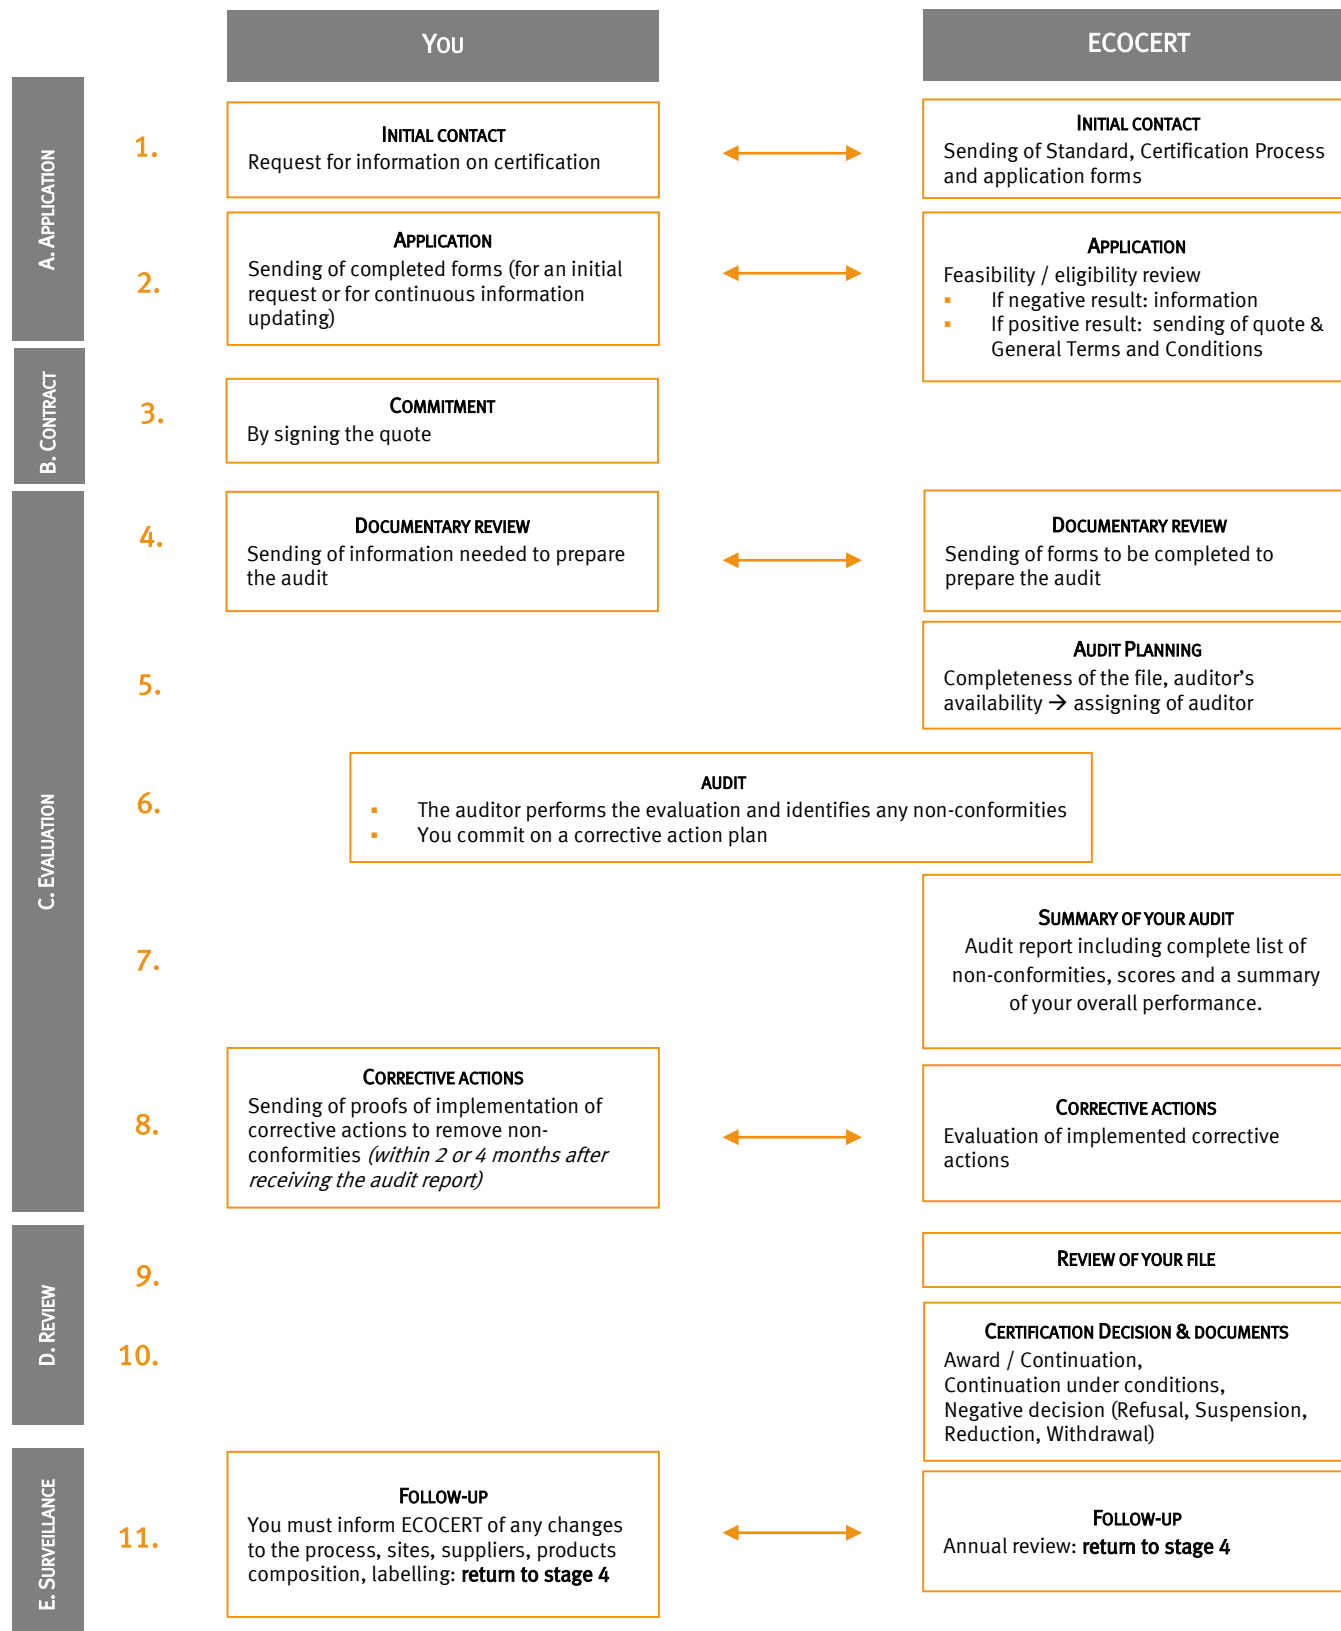 YOU
ECOCERT
A. APPLICATION
1.
INITIAL CONTACT
Request for information on certification
INITIAL CONTACT
Sending of Standard, Certification Process
and application forms
2.
APPLICATION
Sending of completed forms (for an initial
request or for continuous information
updating)
APPLICATION
Feasibility / eligibility review
▪ If negative result: information
▪ If positive result: sending of quote &
General Terms and Conditions
B. CONTRACT
3.
COMMITMENT
By signing the quote
C. EVALUATION
4.
DOCUMENTARY REVIEW
Sending of information needed to prepare
the audit
DOCUMENTARY REVIEW
Sending of forms to be completed to
prepare the audit
5.
AUDIT PLANNING
Completeness of the file, auditor's
availability → assigning of auditor
6.
AUDIT
▪ The auditor performs the evaluation and identifies any non-conformities
▪ You commit on a corrective action plan
7.
SUMMARY OF YOUR AUDIT
Audit report including complete list of
non-conformities, scores and a summary
of your overall performance.
8.
CORRECTIVE ACTIONS
Sending of proofs of implementation of
corrective actions to remove non-
conformities (within 2 or 4 months after
receiving the audit report)
CORRECTIVE ACTIONS
Evaluation of implemented corrective
actions
D. REVIEW
9.
REVIEW OF YOUR FILE
10.
CERTIFICATION DECISION & DOCUMENTS
Award / Continuation,
Continuation under conditions,
Negative decision (Refusal, Suspension,
Reduction, Withdrawal)
E. SURVEILLANCE
11.
FOLLOW-UP
You must inform ECOCERT of any changes
to the process, sites, suppliers, products
composition, labelling: return to stage 4
FOLLOW-UP
Annual review: return to stage 4